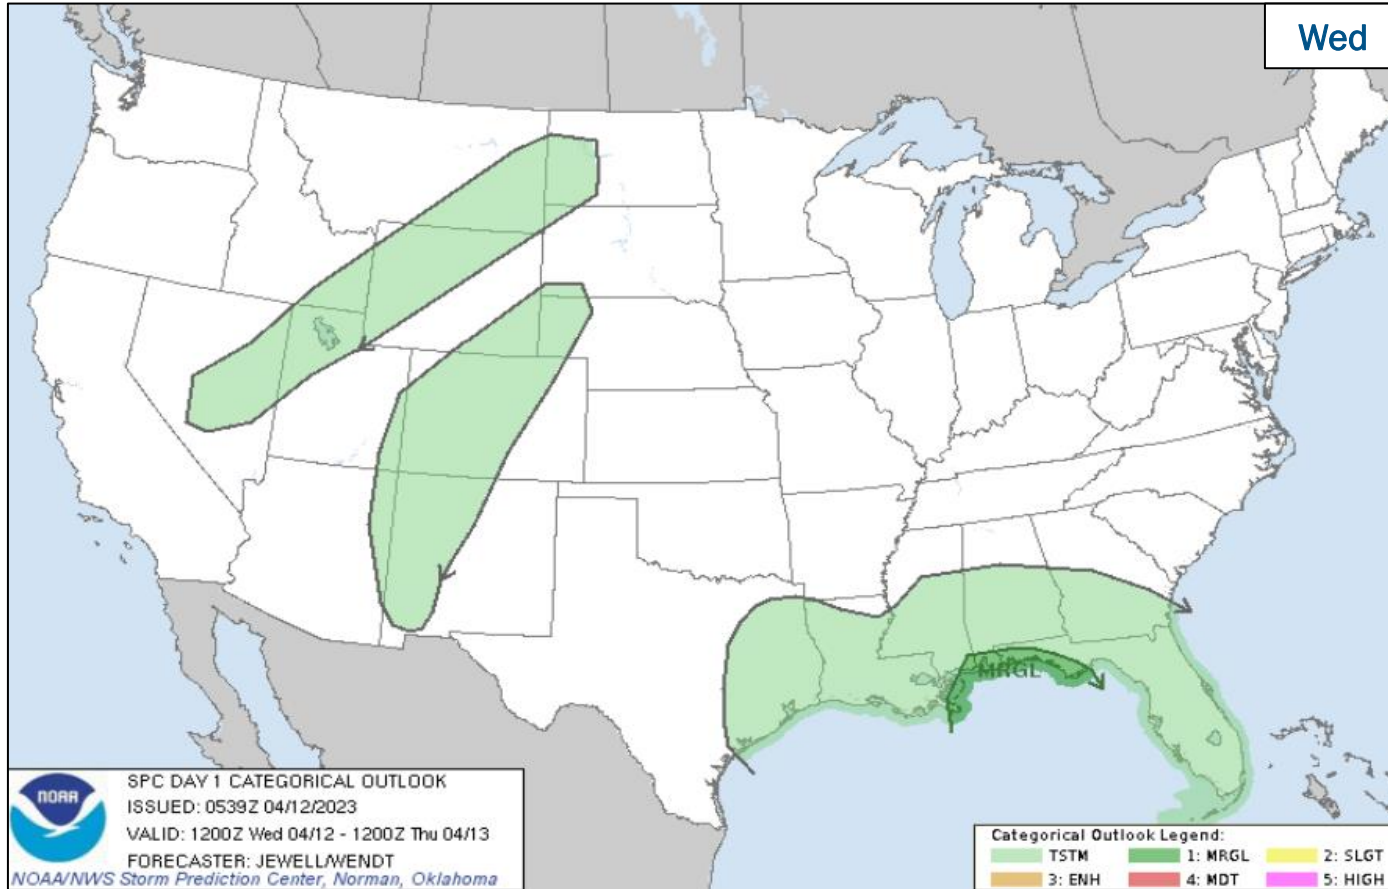 Wed
MRGL
NOAA
SPC DAY 1 CATEGORICAL OUTLOOK
ISSUED: 0539Z 04/12/2023
VALID: 1200Z Wed 04/12 - 1200Z Thu 04/13
FORECASTER: JEWELL/WENDT
NOAA/NWS Storm Prediction Center, Norman, Oklahoma
Categorical Outlook Legend:
TSTM 1: MRGL 2: SLGT
3: ENH 4: MDT 5: HIGH